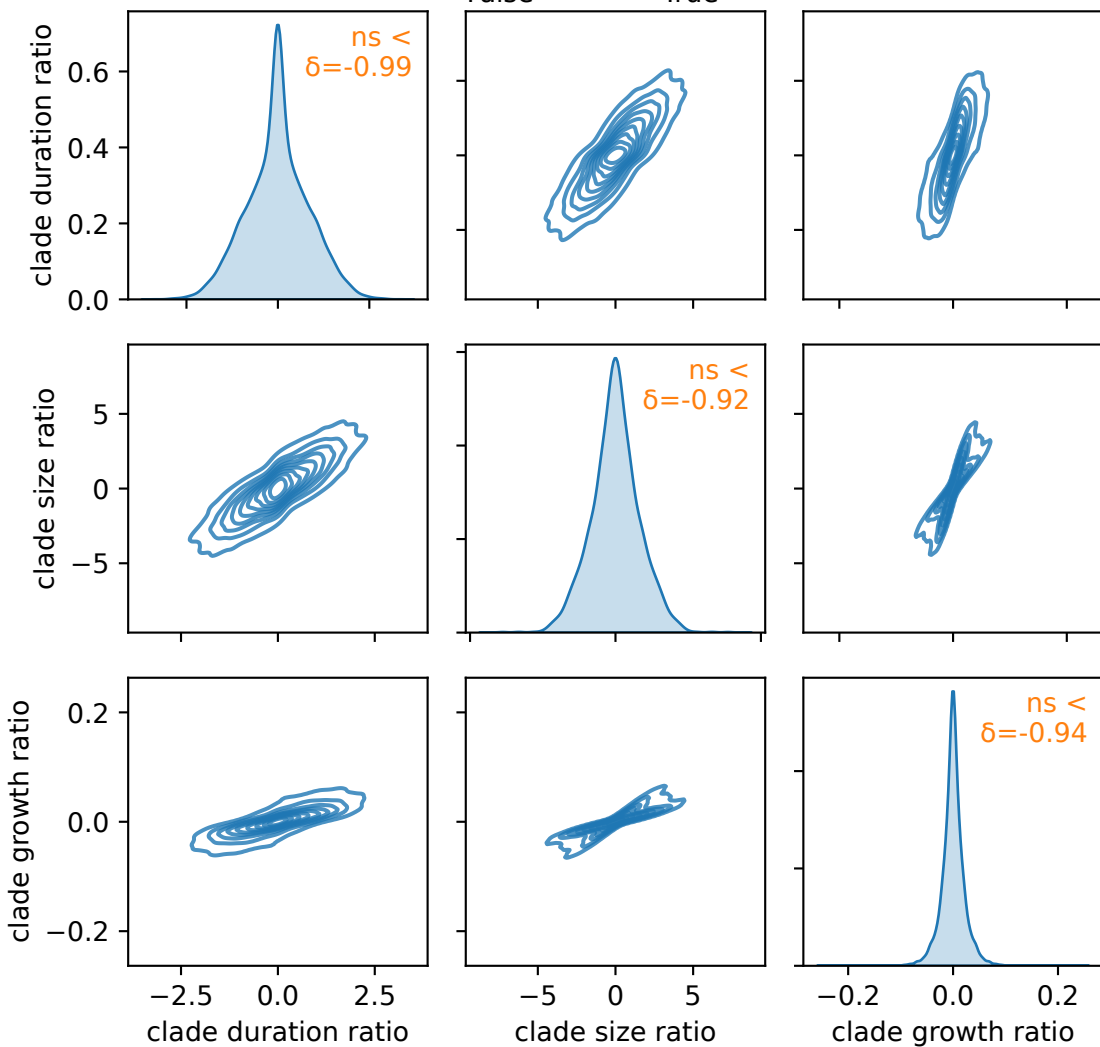 clade duration ratio
0.6
0.4
0.2
0.0
ns <
δ=-0.99
clade size ratio
5
0
−5
ns <
δ=-0.92
clade growth ratio
0.2
0.0
−0.2
ns <
δ=-0.94
−2.5 0.0 2.5
−5 0 5
−0.2 0.0 0.2
clade duration ratio
clade size ratio
clade growth ratio